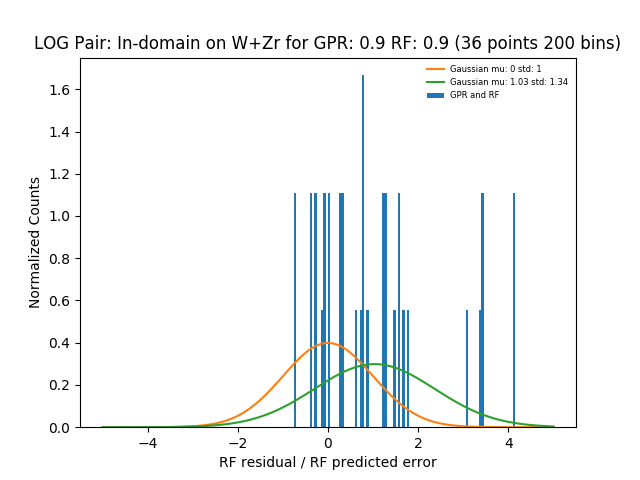 LOG Pair: In-domain on W+Zr for GPR: 0.9 RF: 0.9 (36 points 200 bins)
Gaussian mu: 0 std: 1
Gaussian mu: 1.03 std: 1.34
GPR and RF
Normalized Counts
1.6
1.4
1.2
1.0
0.8
0.6
0.4
0.2
0.0
−4 −2 0 2 4
RF residual / RF predicted error